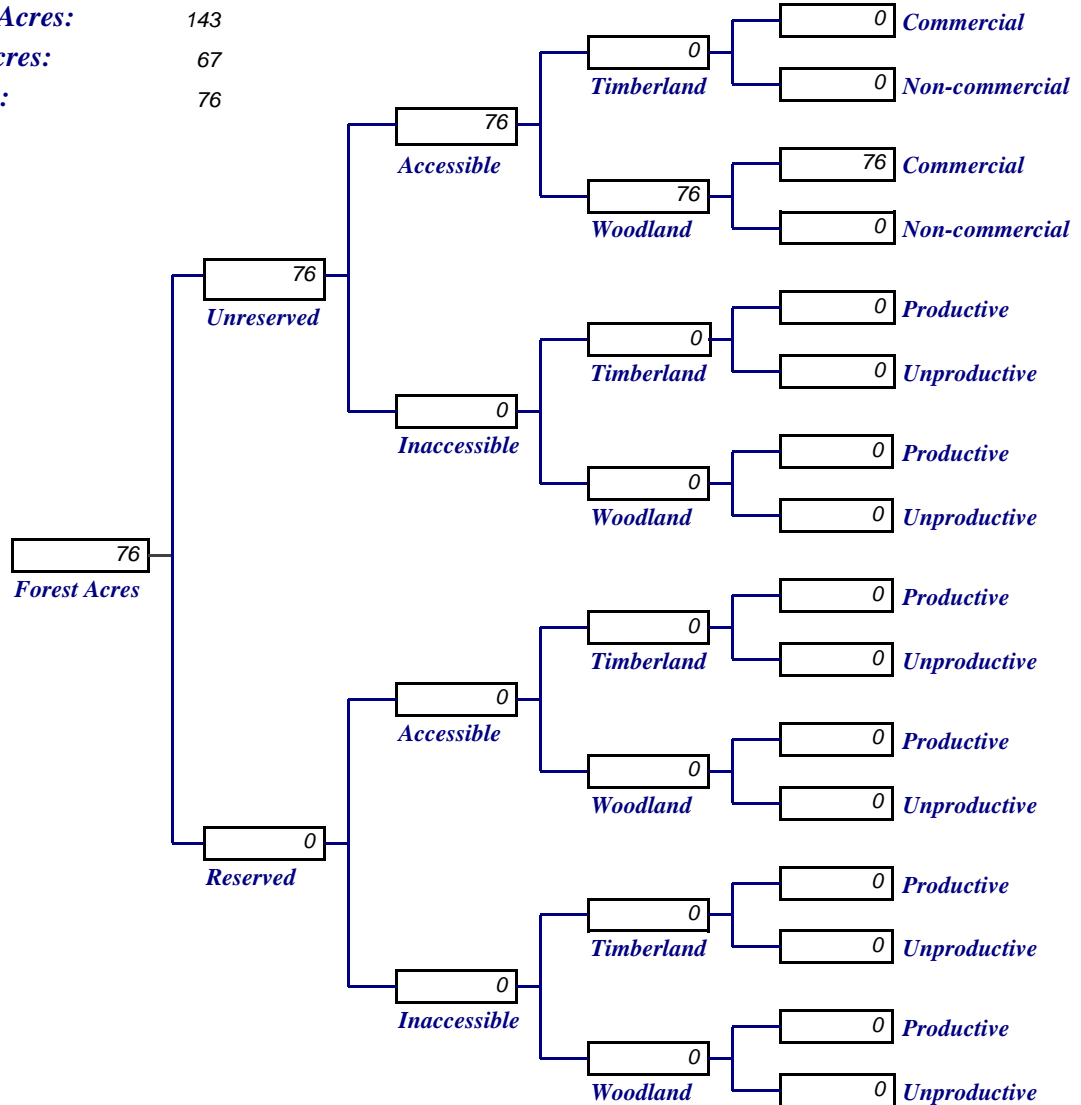 Acres: 143
cres: 67
: 76
0 Commercial
0
Timberland
0 Non-commercial
76
Accessible
76 Commercial
76
Woodland
0 Non-commercial
76
Unreserved
0 Productive
0
Timberland
0 Unproductive
0
Inaccessible
0 Productive
0
Woodland
0 Unproductive
76
Forest Acres
0 Productive
0
Timberland
0 Unproductive
0
Accessible
0 Productive
0
Woodland
0 Unproductive
0
Reserved
0 Productive
0
Timberland
0 Unproductive
0
Inaccessible
0 Productive
0
Woodland
0 Unproductive